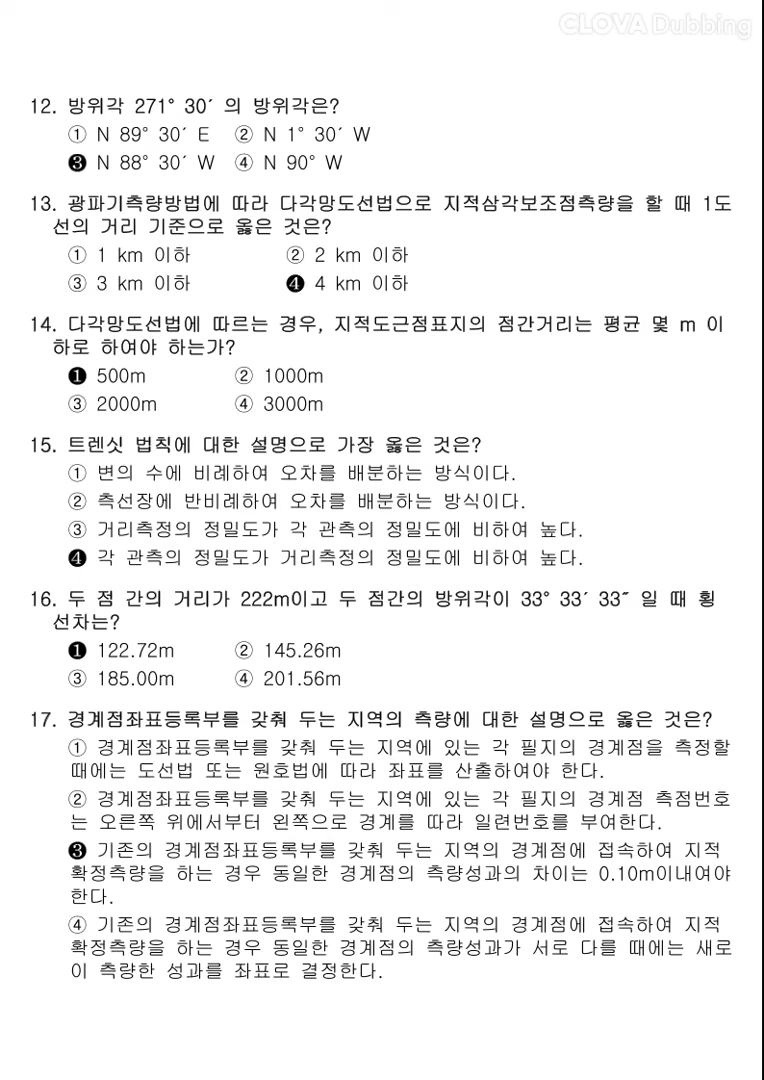 CLOVA Dubbing
12. 방위각 271° 30´ 의 방위각은?
① N 89° 30´ E ② N 1° 30´ W
❸ N 88° 30´ W ④ N 90° W
13. 광파기측량방법에 따라 다각망도선법으로 지적삼각보조점측량을 할 때 1도
선의 거리 기준으로 옳은 것은?
① 1 km 이하 ② 2 km 이하
③ 3 km 이하 ❹ 4 km 이하
14. 다각망도선법에 따르는 경우, 지적도근점표지의 점간거리는 평균 몇 m 이
하로 하여야 하는가?
❶ 500m ② 1000m
③ 2000m ④ 3000m
15. 트렌싯 법칙에 대한 설명으로 가장 옳은 것은?
① 변의 수에 비례하여 오차를 배분하는 방식이다.
② 측선장에 반비례하여 오차를 배분하는 방식이다.
③ 거리측정의 정밀도가 각 관측의 정밀도에 비하여 높다.
❹ 각 관측의 정밀도가 거리측정의 정밀도에 비하여 높다.
16. 두 점 간의 거리가 222m이고 두 점간의 방위각이 33° 33´ 33˝ 일 때 횡
선차는?
❶ 122.72m ② 145.26m
③ 185.00m ④ 201.56m
17. 경계점좌표등록부를 갖춰 두는 지역의 측량에 대한 설명으로 옳은 것은?
① 경계점좌표등록부를 갖춰 두는 지역에 있는 각 필지의 경계점을 측정할
때에는 도선법 또는 원호법에 따라 좌표를 산출하여야 한다.
② 경계점좌표등록부를 갖춰 두는 지역에 있는 각 필지의 경계점 측점번호
는 오른쪽 위에서부터 왼쪽으로 경계를 따라 일련번호를 부여한다.
❸ 기존의 경계점좌표등록부를 갖춰 두는 지역의 경계점에 접속하여 지적
확정측량을 하는 경우 동일한 경계점의 측량성과의 차이는 0.10m이내여야
한다.
④ 기존의 경계점좌표등록부를 갖춰 두는 지역의 경계점에 접속하여 지적
확정측량을 하는 경우 동일한 경계점의 측량성과가 서로 다를 때에는 새로
이 측량한 성과를 좌표로 결정한다.